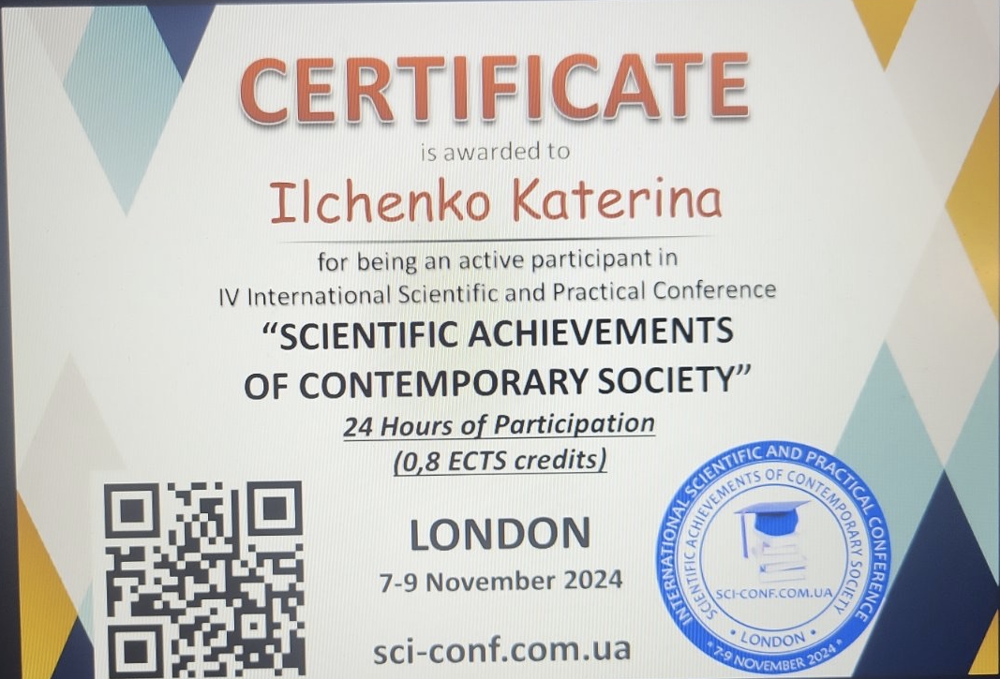 CERTIFICATE
is awarded to
Ilchenko Katerina
for being an active participant in
IV International Scientific and Practical Conference
“SCIENTIFIC ACHIEVEMENTS
OF CONTEMPORARY SOCIETY”
24 Hours of Participation
(0,8 ECTS credits)
LONDON
7-9 November 2024
sci-conf.com.ua
INTERNATIONAL SCIENTIFIC AND PRACTICAL CONFERENCE
SCIENTIFIC ACHIEVEMENTS OF CONTEMPORARY SOCIETY
SCI-CONF.COM.UA
• LONDON •
• 7-9 NOVEMBER 2024 •